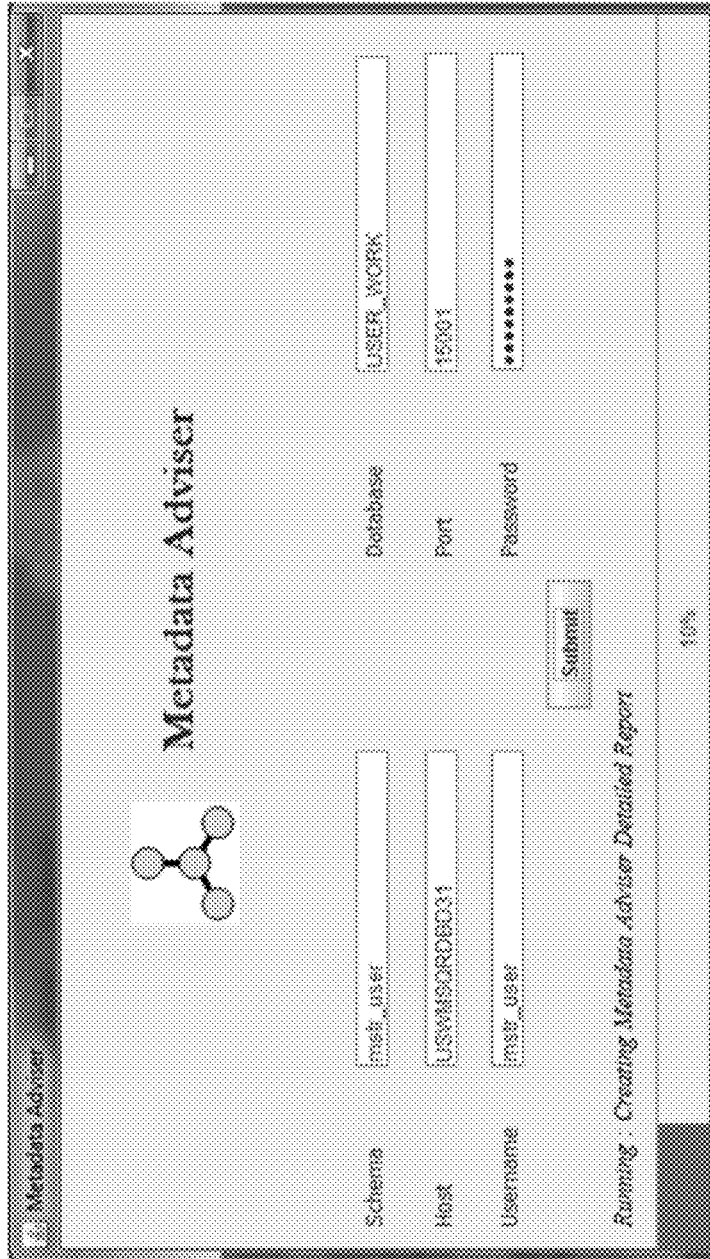 Metadata Adviser
Metadata Adviser
Schema mstr_user Database USER_WORK
Host Port 15001
Username mstr_user Password *********
Submit
Running : Creating Metadata Adviser Detailed Report
10%